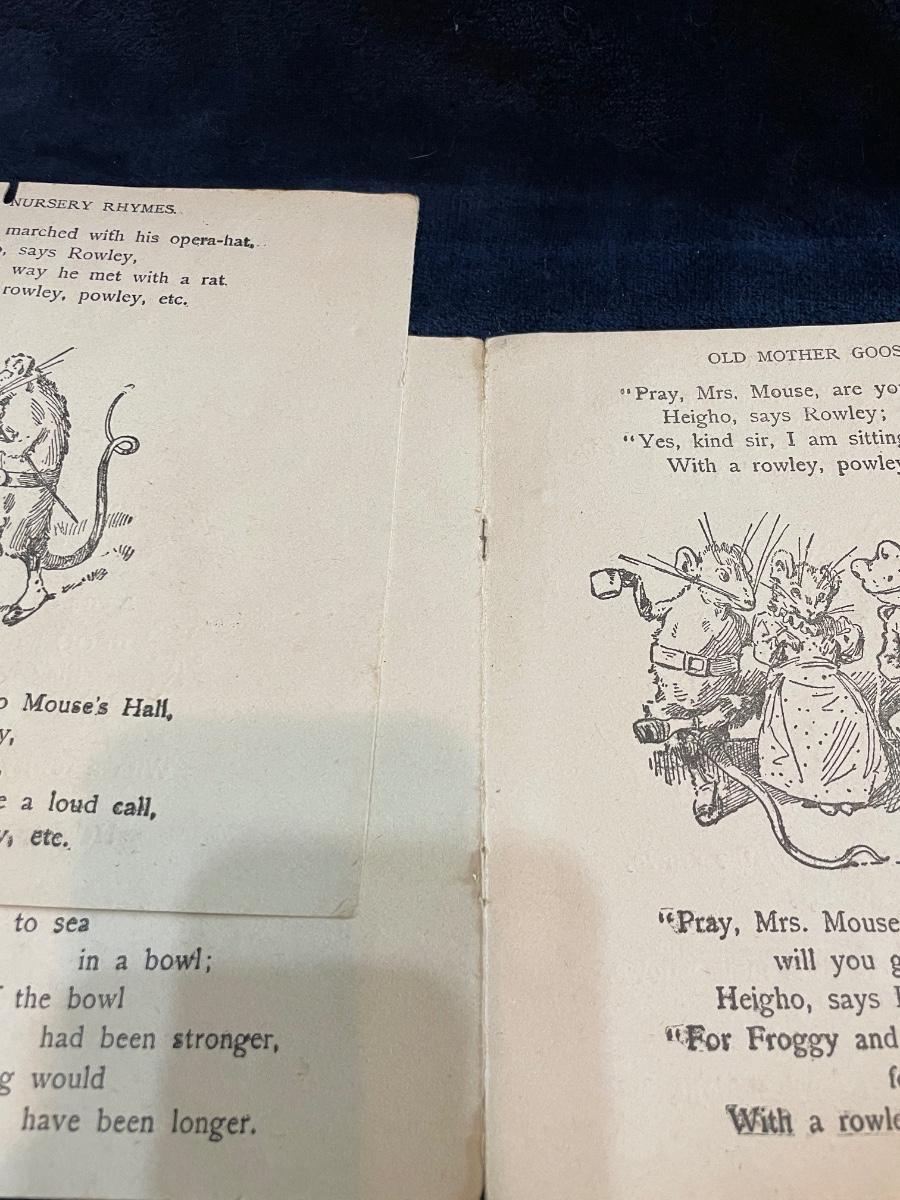 NURSERY RHYMES.
marched with his opera-hat,
says Rowley,
way he met with a rat.
rowley, powley, etc.
Mouse's Hall,
a loud call,
etc.
to sea
in a bowl;
the bowl
had been stronger,
would
have been longer.
OLD MOTHER GOOS
"Pray, Mrs. Mouse, are yo
Heigho, says Rowley;
"Yes, kind sir, I am sitting
With a rowley, powley
"Pray, Mrs. Mouse
will you g
Heigho, says
"For Froggy and
With a rowle